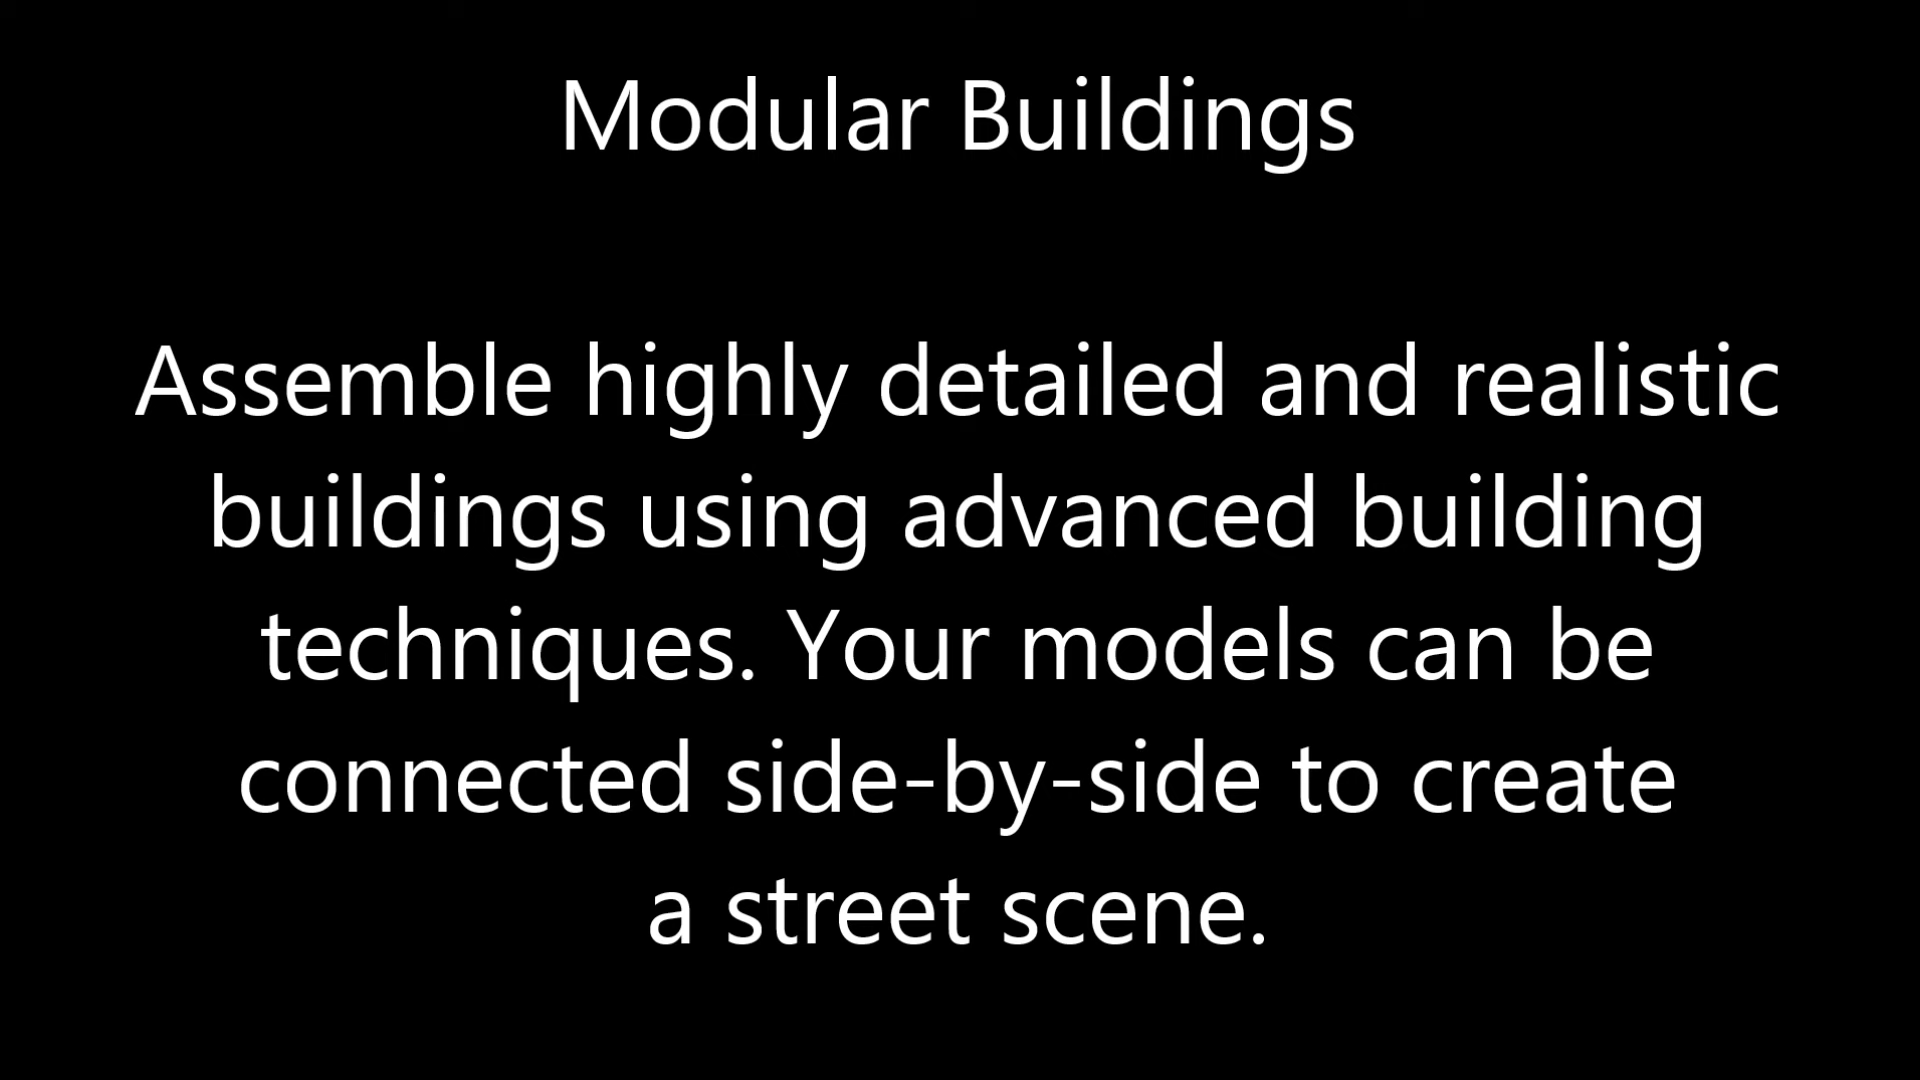 Modular Buildings
Assemble highly detailed and realistic
buildings using advanced building
techniques. Your models can be
connected side-by-side to create
a street scene.